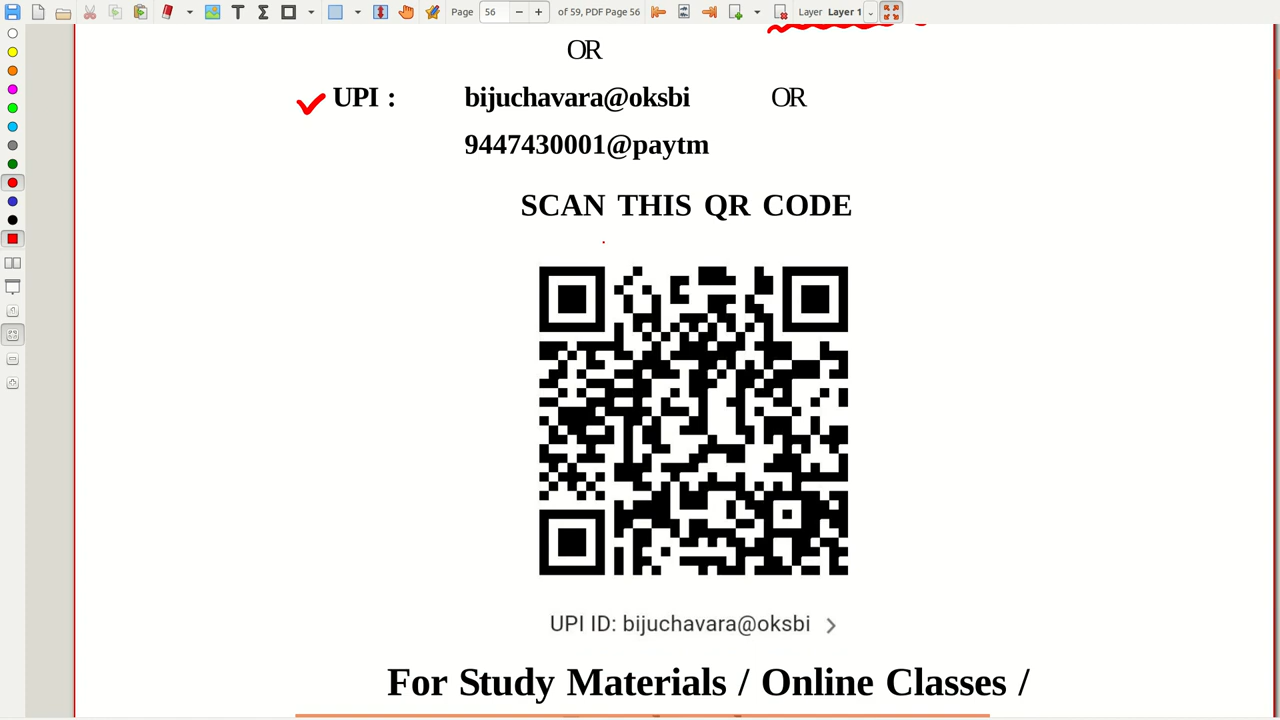 Page 56 of 59, PDF Page 56 Layer Layer 1
OR
UPI : bijuchavara@oksbi OR
9447430001@paytm
SCAN THIS QR CODE
UPI ID: bijuchavara@oksbi
For Study Materials / Online Classes /